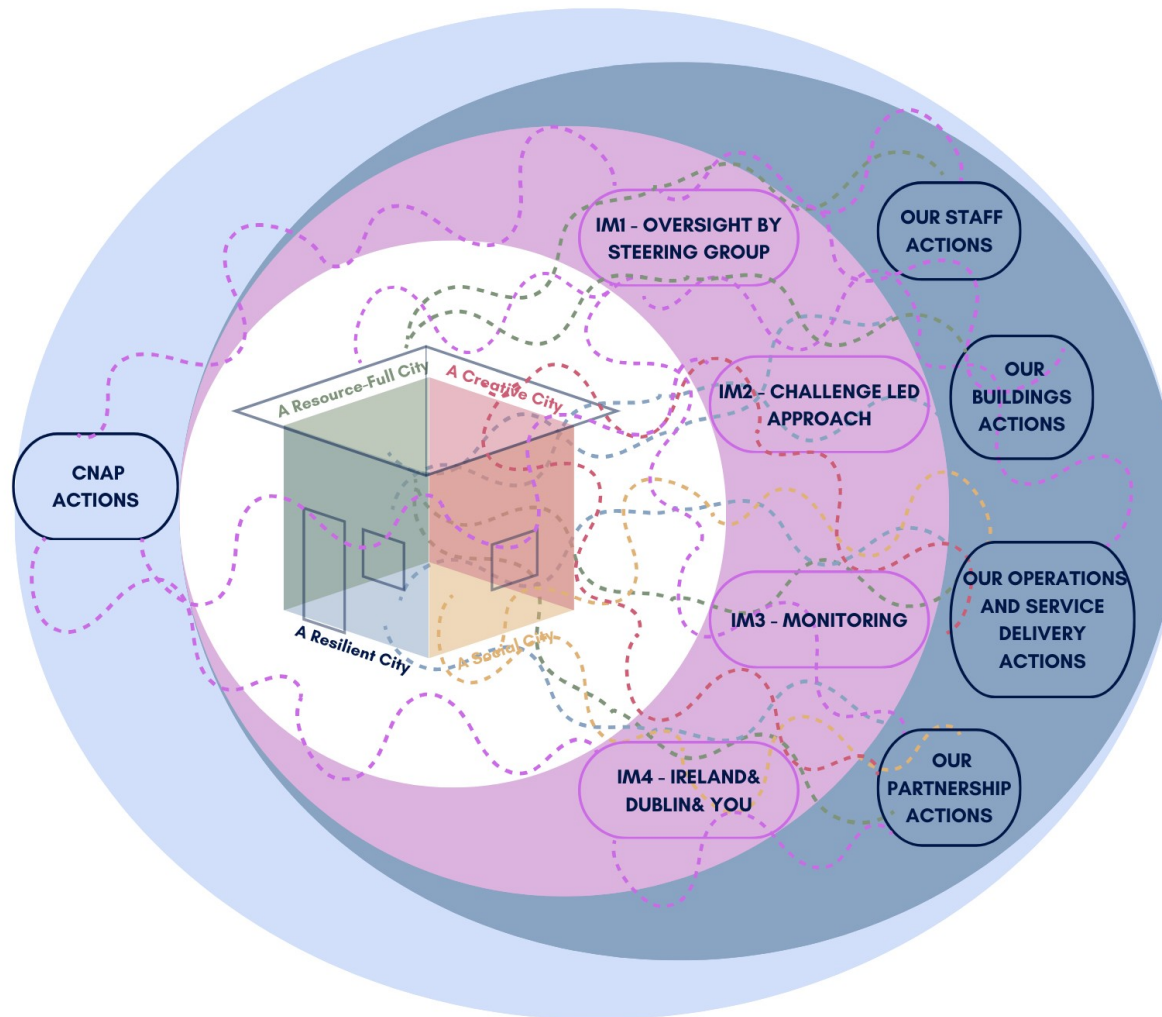 IM1 - OVERSIGHT BY
STEERING GROUP
OUR STAFF
ACTIONS
A Resource-Full City
A Creative City
IM2 - CHALLENGE LED
APPROACH
OUR
BUILDINGS
ACTIONS
CNAP
ACTIONS
A Resilient City
A Social City
IM3 - MONITORING
OUR OPERATIONS
AND SERVICE
DELIVERY
ACTIONS
IM4 - IRELAND&
DUBLIN& YOU
OUR
PARTNERSHIP
ACTIONS